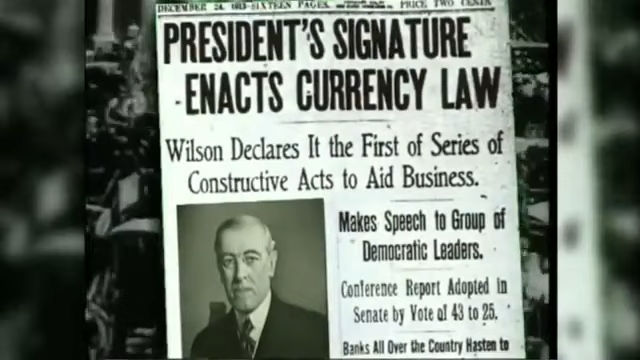 DECEMBER 24, 1913-SIXTEEN PAGES. PRICE TWO CENTS
PRESIDENT'S SIGNATURE
ENACTS CURRENCY LAW
Wilson Declares It the First of Series of
Constructive Acts to Aid Business.
Makes Speech to Group of
Democratic Leaders.
Conference Report Adopted in
Senate by Vote of 43 to 25.
Banks All Over the Country Hasten to